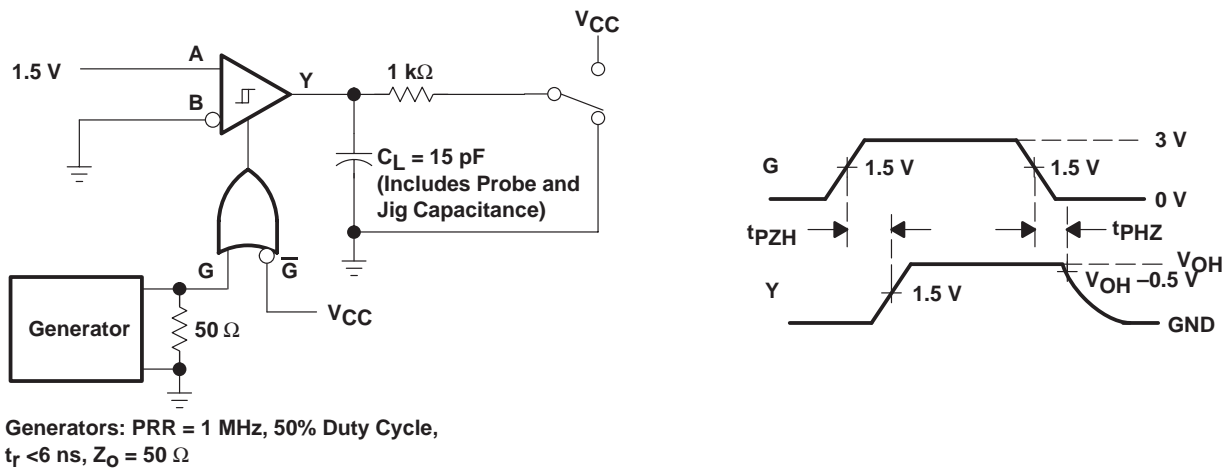 VCC
A
1.5 V
Y
1 kΩ
B
CL = 15 pF
(Includes Probe and
Jig Capacitance)
G
G̅
VCC
Generator
50 Ω
Generators: PRR = 1 MHz, 50% Duty Cycle,
tr <6 ns, Zo = 50 Ω
3 V
G
1.5 V
1.5 V
0 V
tPZH
tPHZ
VOH
VOH –0.5 V
Y
1.5 V
GND